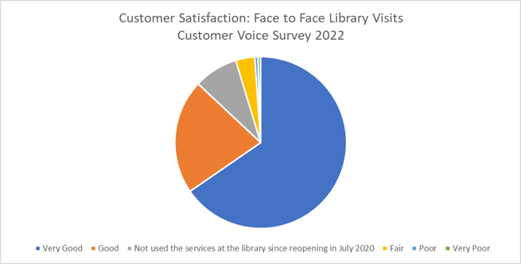 Customer Satisfaction: Face to Face Library Visits
Customer Voice Survey 2022
Very Good Good Not used the services at the library since reopening in July 2020 Fair Poor Very Poor